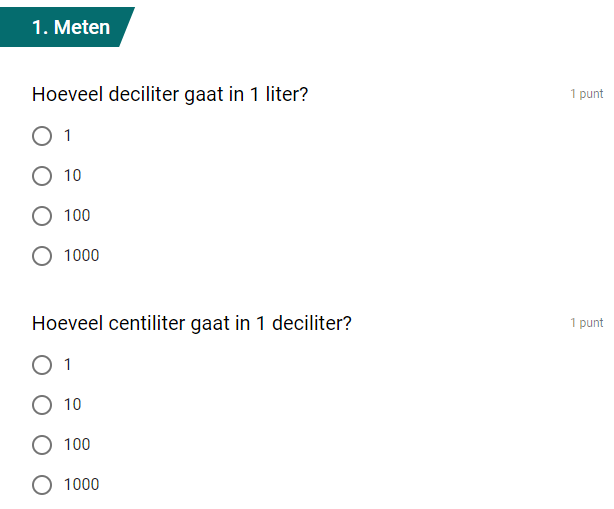 1. Meten
Hoeveel deciliter gaat in 1 liter?
1 punt
1
10
100
1000
Hoeveel centiliter gaat in 1 deciliter?
1 punt
1
10
100
1000